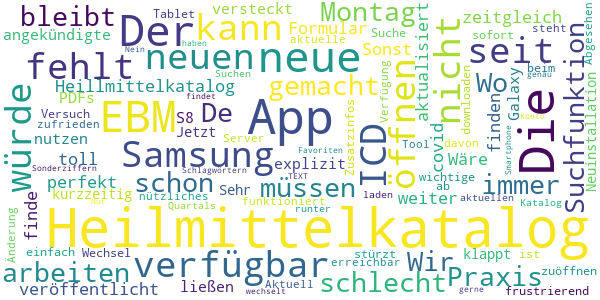 bleibt
versteckt
Tablet
Montag
zeitgleich
steht
Abgesehen
angekündigte
Der
kann
Formular
aktuelle
Suche
sofort
Nein
haben
fehlt
neuen
neue
Sonst
nicht
seit
Heillmittelkatalog
gemacht
öffnen
aktualisiert
Wo
beim
genau
PDFs
EBM
App
Zusatzinfos
Verfügung
finden
Galaxy
downloaden
Suchfunktion
Neuinstallation
Versuch
zufrieden
Suchen
S8
De
findet
Server
Jetzt
ICD
covid
Tool
davon
Konto
würde
nutzen
Samsung
explizit
Wäre
Die
Smartphone
Favoriten
Sonderziffern
toll
schon
Schlagwörtern
müssen
immer
wichtige
ab
aktuellen
perfekt
Sehr
TEXT
laden
Katalog
finde
kurzzeitig
nützliches
Quartals
funktioniert
runter
weiter
Heilmittelkatalog
Änderung
einfach
Wechsel
verfügbar
Wir
stürzt
klappt
ist
arbeiten
erreichbar
schlecht
Praxis
zuöffnen
veröffentlicht
ließen
Aktuell
wechselt
gerne
frustrierend